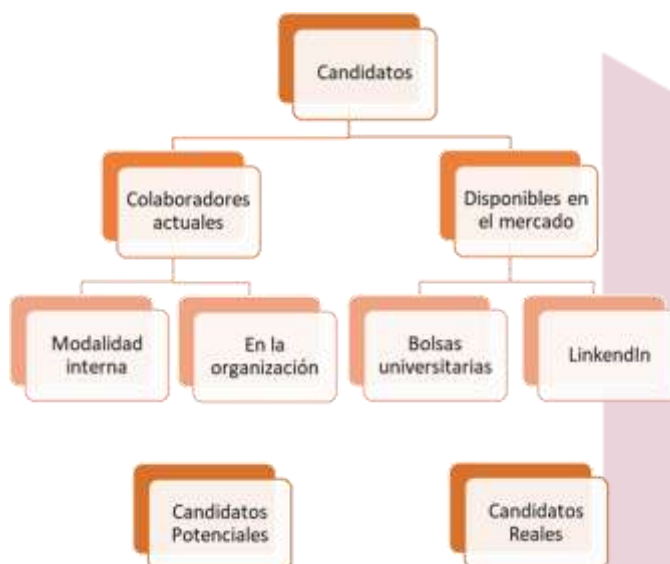 Candidatos
Colaboradores
actuales
Disponibles en
el mercado
Modalidad
interna
En la
organización
Bolsas
universitarias
LinkendIn
Candidatos
Potenciales
Candidatos
Reales